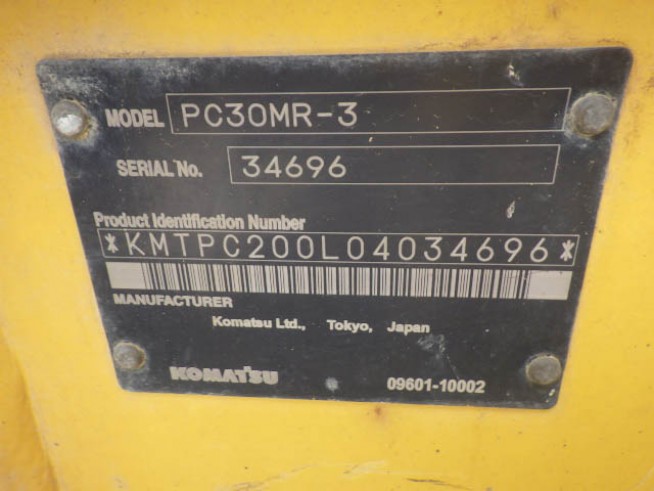 MODEL PC30MR-3
SERIAL No. 34696
Product Identification Number
*KMTPC200L04034696*
MANUFACTURER
Komatsu Ltd., Tokyo, Japan
KOMATSU 09601-10002